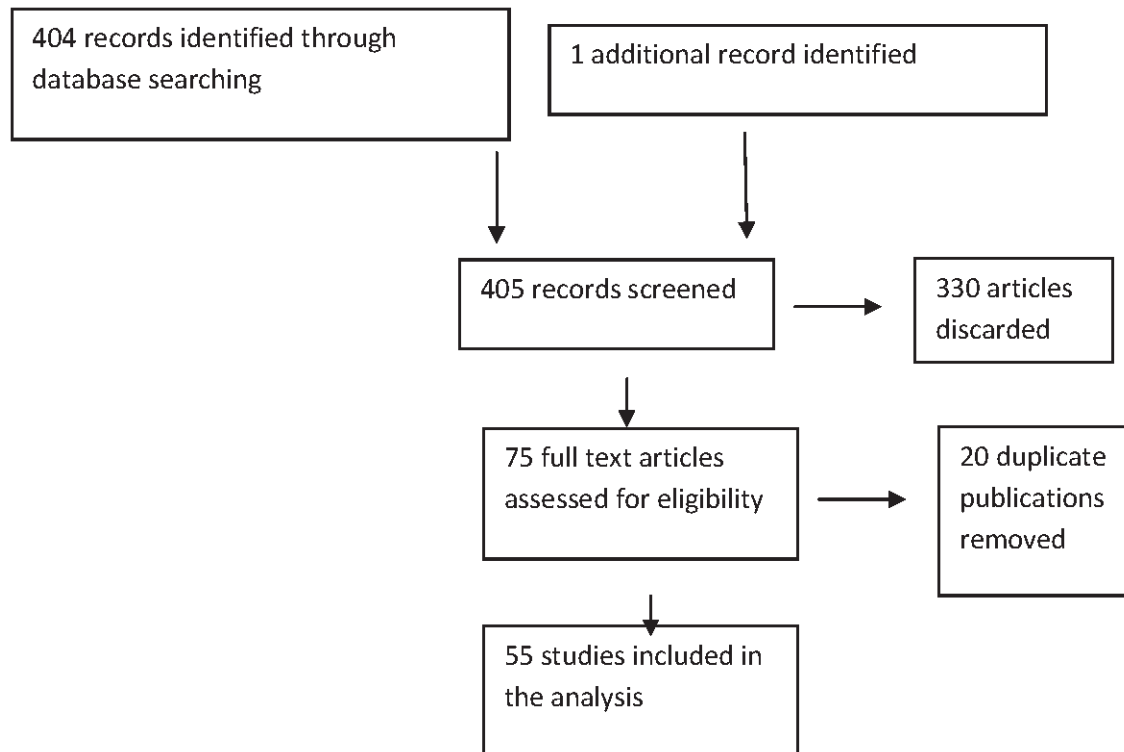 404 records identified through
database searching
1 additional record identified
405 records screened
330 articles
discarded
75 full text articles
assessed for eligibility
20 duplicate
publications
removed
55 studies included in
the analysis